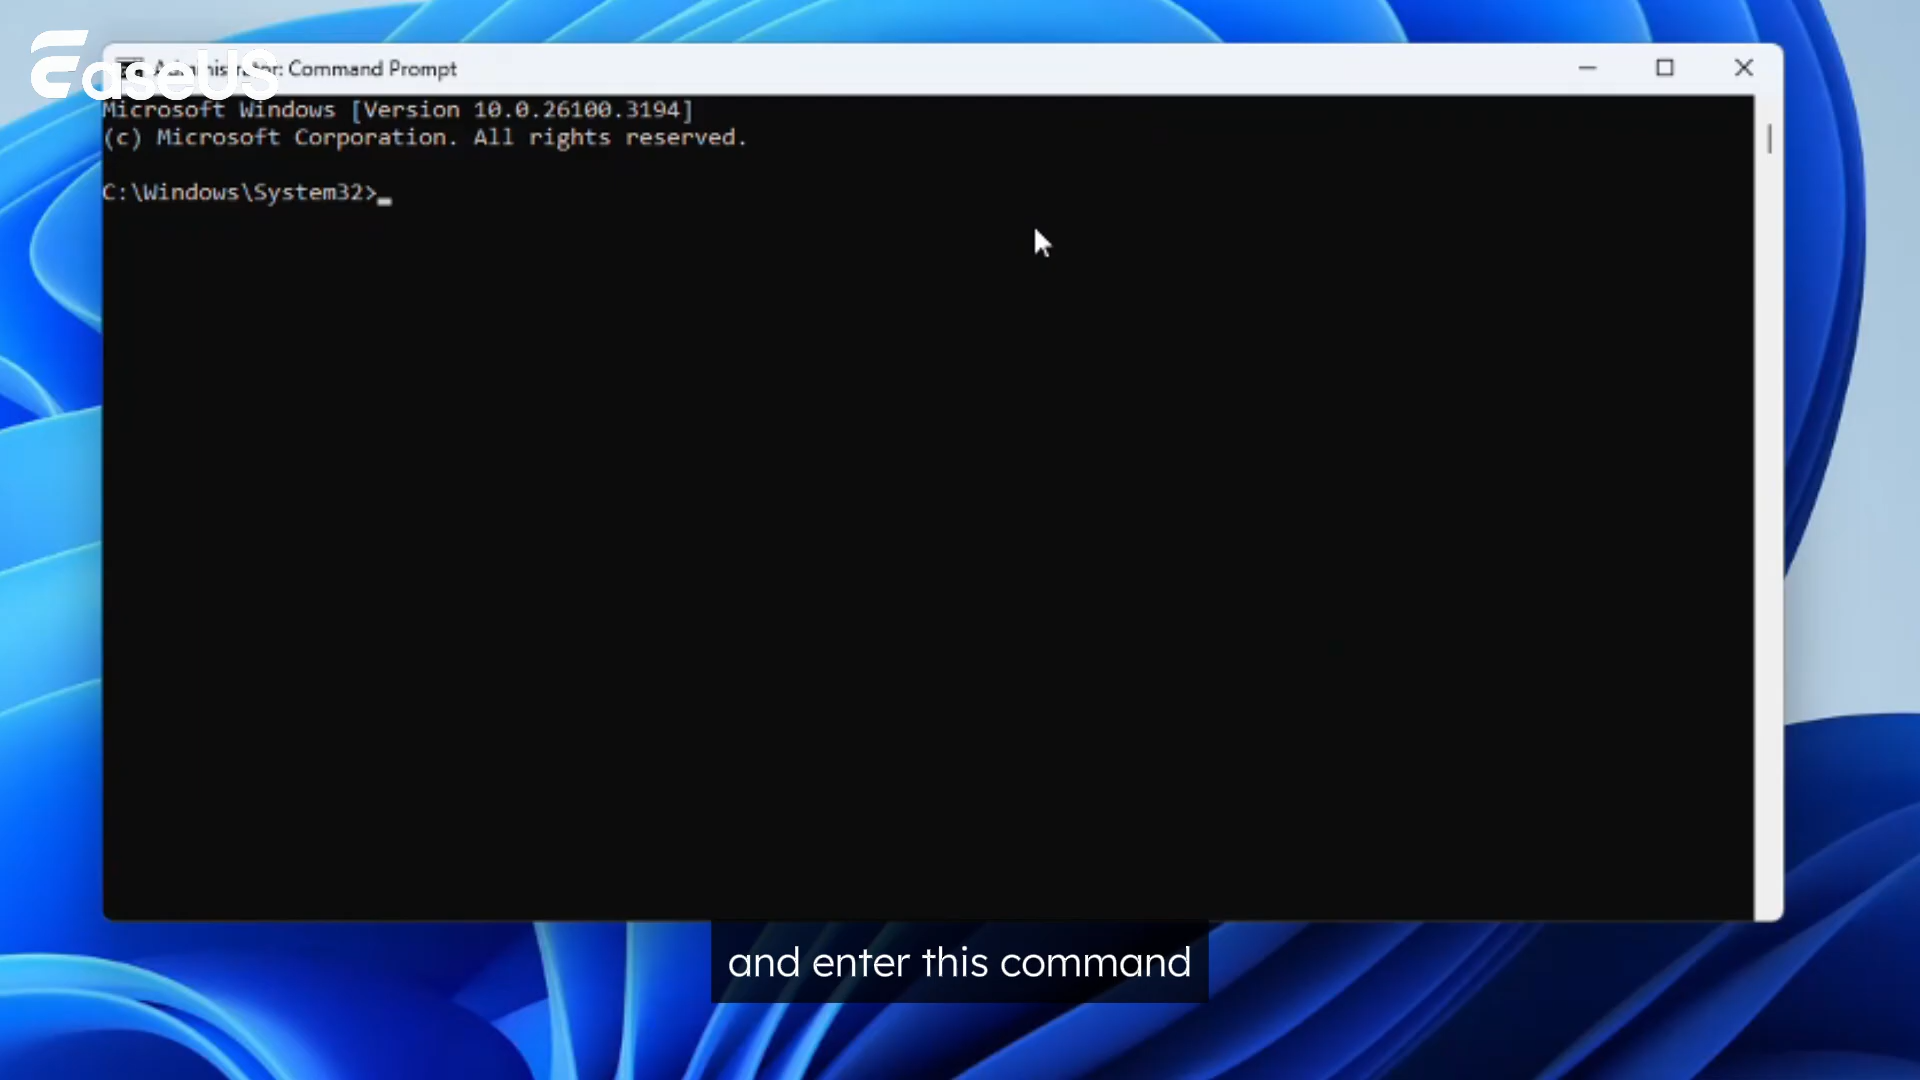 EaseUS
Administrator: Command Prompt
Microsoft Windows [Version 10.0.26100.3194]
(c) Microsoft Corporation. All rights reserved.
C:\Windows\System32>
and enter this command